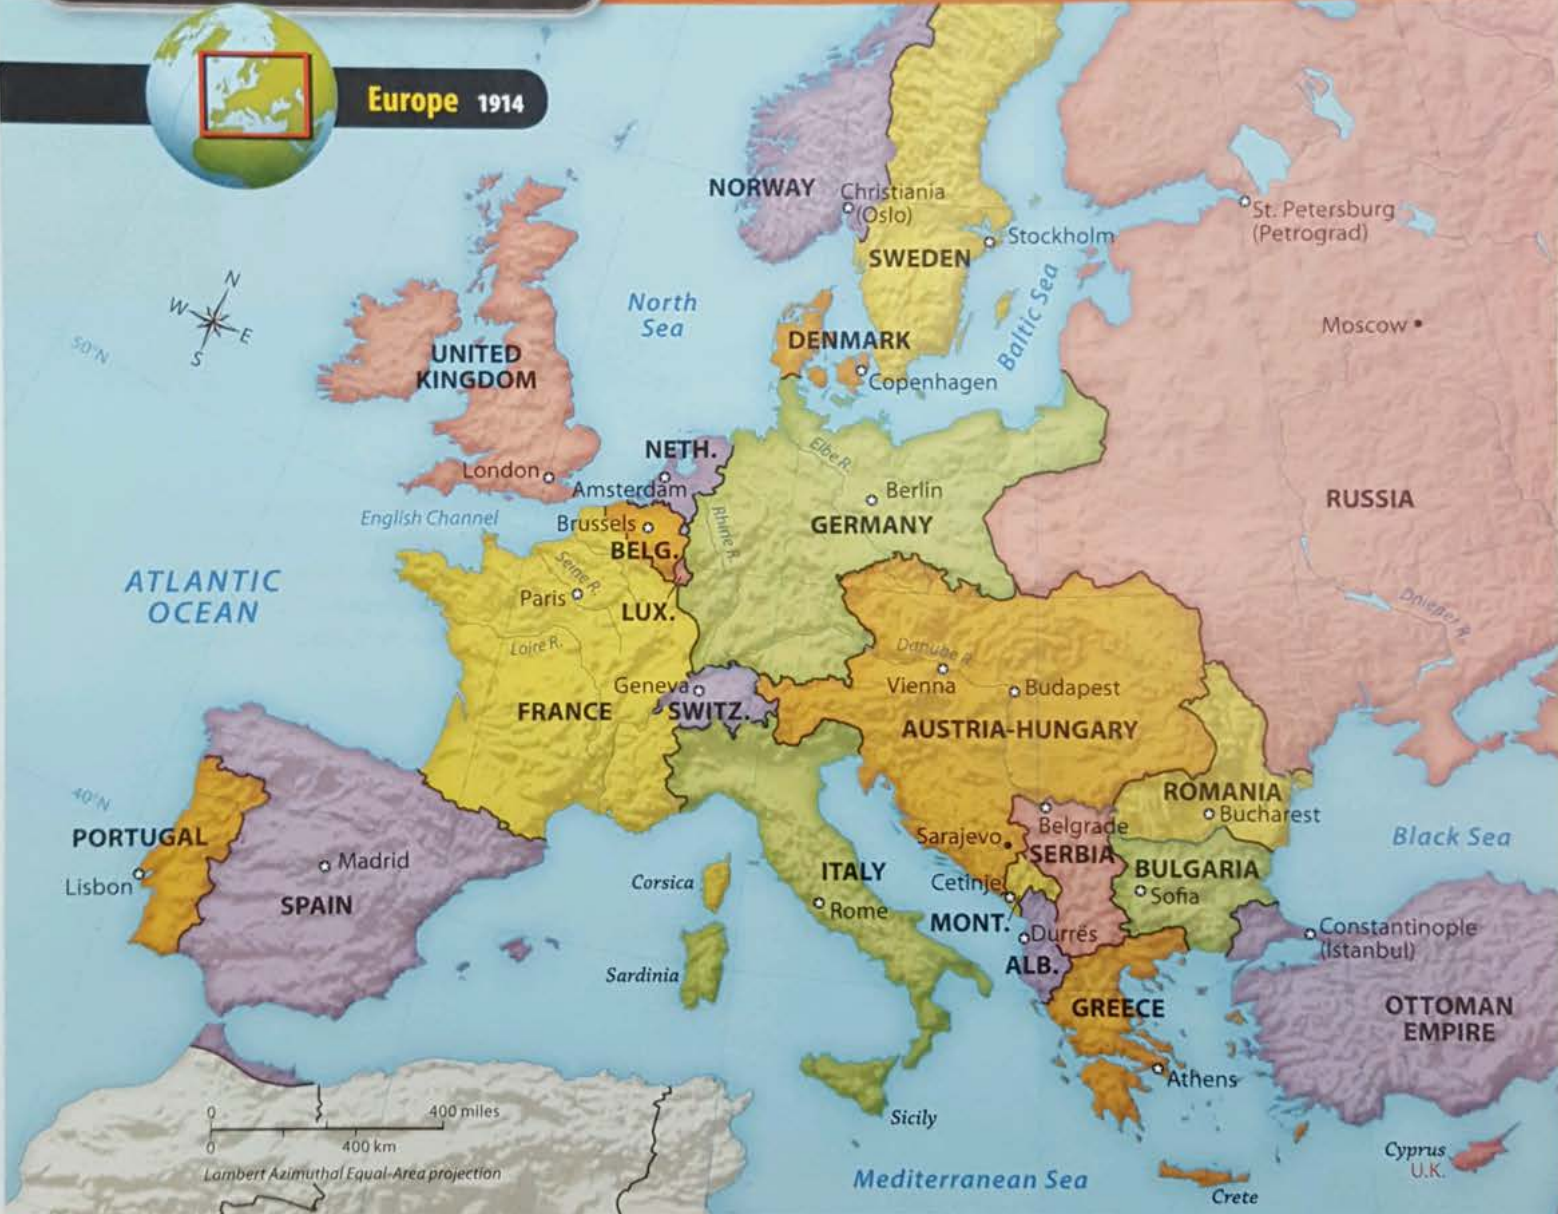 Europe 1914
N
W
E
S
50°N
NORWAY
Christiania
(Oslo)
St. Petersburg
(Petrograd)
Stockholm
SWEDEN
North
Sea
Baltic Sea
Moscow
DENMARK
Copenhagen
UNITED
KINGDOM
NETH.
Elbe R.
London
Amsterdam
Berlin
RUSSIA
English Channel
Brussels
Rhine R.
GERMANY
BELG.
ATLANTIC
OCEAN
Seine R.
Paris
LUX.
Dnieper R.
Loire R.
Danube R.
Geneva
Vienna
Budapest
FRANCE
SWITZ.
AUSTRIA-HUNGARY
40°N
ROMANIA
Bucharest
PORTUGAL
Belgrade
Black Sea
Sarajevo
SERBIA
Madrid
ITALY
BULGARIA
Lisbon
Corsica
Cetinje
Sofia
SPAIN
Rome
MONT.
Durrës
Constantinople
(Istanbul)
Sardinia
ALB.
GREECE
OTTOMAN
EMPIRE
Athens
0 400 miles
Sicily
0 400 km
Cyprus
U.K.
Lambert Azimuthal Equal-Area projection
Mediterranean Sea
Crete